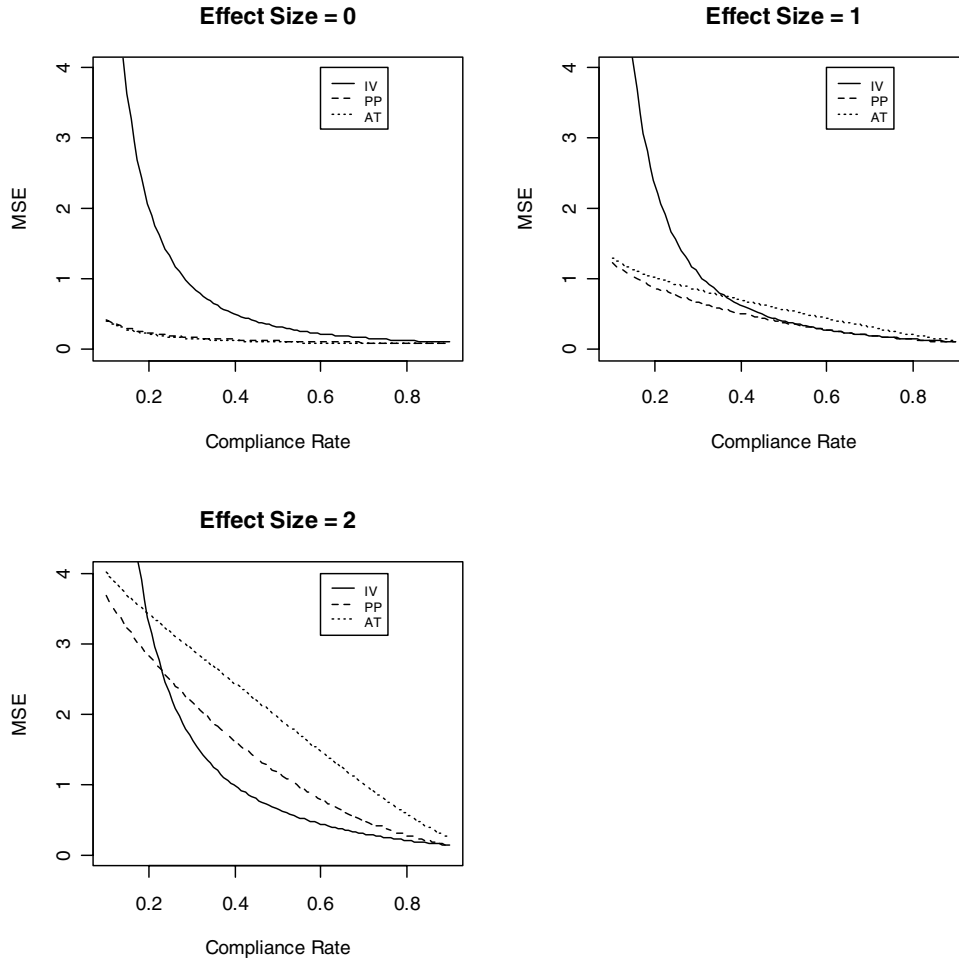 Effect Size = 0
MSE
4
3
2
1
0
IV
PP
AT
0.2 0.4 0.6 0.8
Compliance Rate
Effect Size = 1
MSE
4
3
2
1
0
IV
PP
AT
0.2 0.4 0.6 0.8
Compliance Rate
Effect Size = 2
MSE
4
3
2
1
0
IV
PP
AT
0.2 0.4 0.6 0.8
Compliance Rate